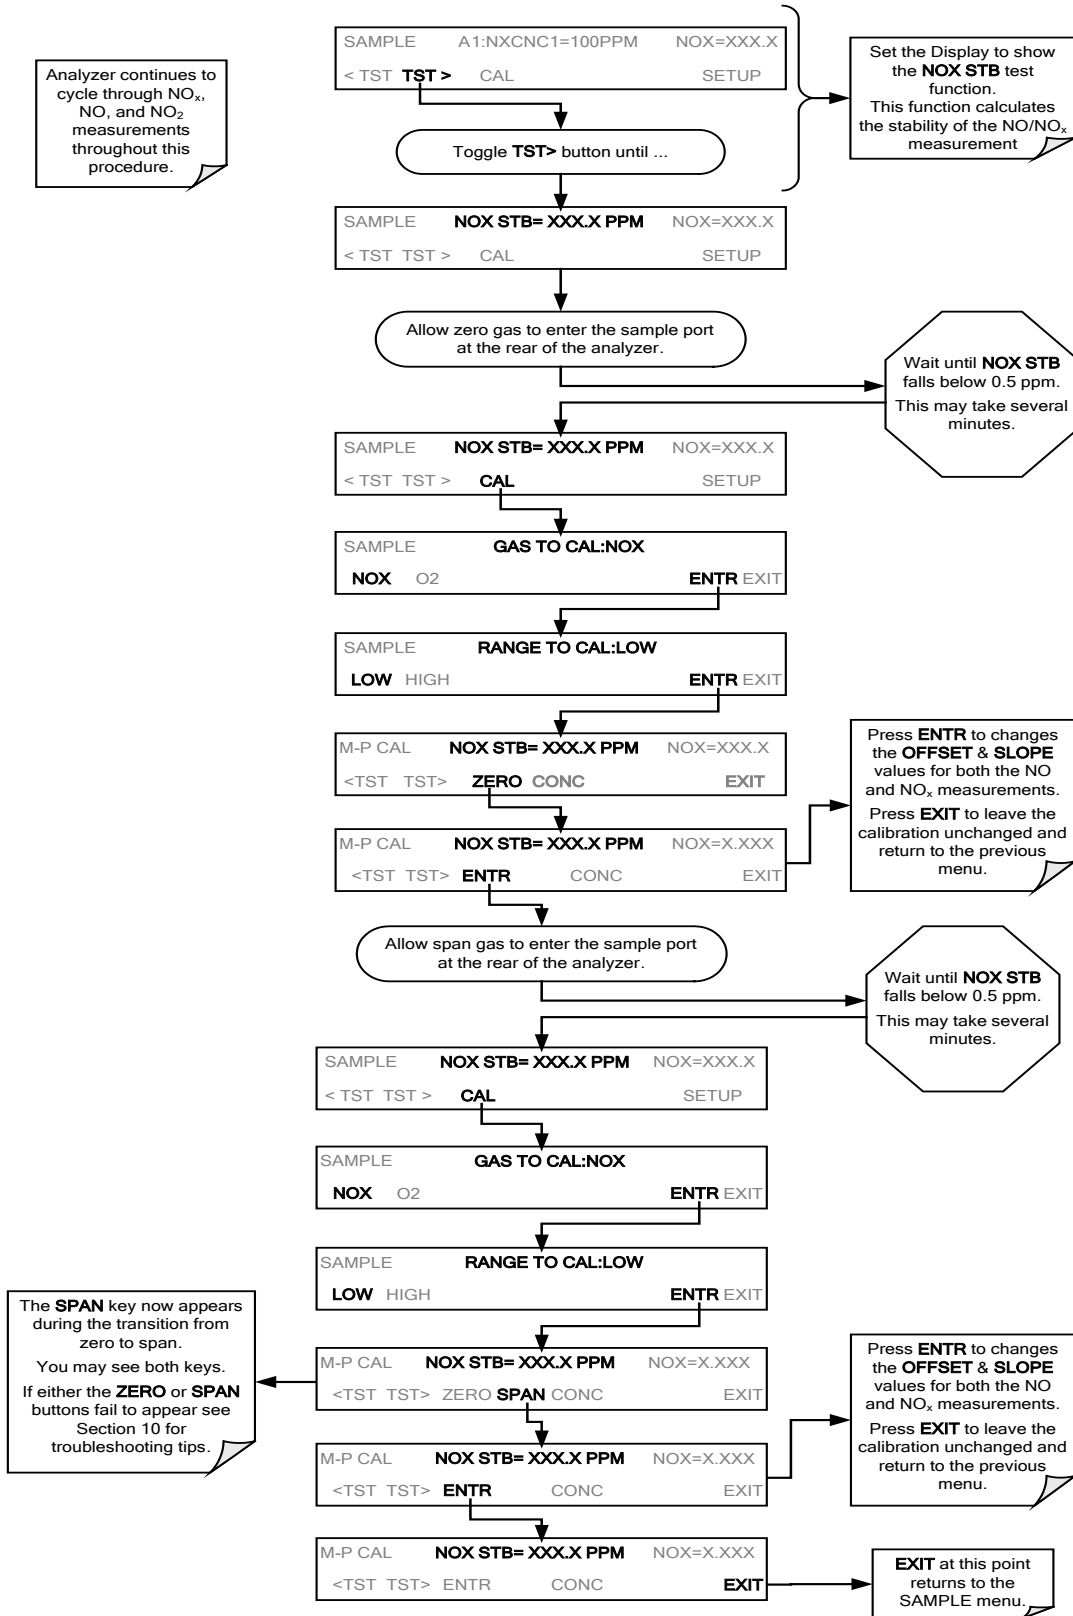 SAMPLE A1:NXCNC1=100PPM NOX=XXX.X
< TST TST > CAL SETUP
Analyzer continues to
cycle through NOₓ,
NO, and NO₂
measurements
throughout this
procedure.
Set the Display to show
the NOX STB test
function.
This function calculates
the stability of the NO/NOₓ
measurement
Toggle TST> button until ...
SAMPLE NOX STB= XXX.X PPM NOX=XXX.X
< TST TST > CAL SETUP
Allow zero gas to enter the sample port
at the rear of the analyzer.
Wait until NOX STB
falls below 0.5 ppm.
This may take several
minutes.
SAMPLE NOX STB= XXX.X PPM NOX=XXX.X
< TST TST > CAL SETUP
SAMPLE GAS TO CAL:NOX
NOX O2 ENTR EXIT
SAMPLE RANGE TO CAL:LOW
LOW HIGH ENTR EXIT
M-P CAL NOX STB= XXX.X PPM NOX=XXX.X
<TST TST> ZERO CONC EXIT
M-P CAL NOX STB= XXX.X PPM NOX=X.XXX
<TST TST> ENTR CONC EXIT
Press ENTR to changes
the OFFSET & SLOPE
values for both the NO
and NOₓ measurements.
Press EXIT to leave the
calibration unchanged and
return to the previous
menu.
Allow span gas to enter the sample port
at the rear of the analyzer.
Wait until NOX STB
falls below 0.5 ppm.
This may take several
minutes.
SAMPLE NOX STB= XXX.X PPM NOX=XXX.X
< TST TST > CAL SETUP
SAMPLE GAS TO CAL:NOX
NOX O2 ENTR EXIT
SAMPLE RANGE TO CAL:LOW
LOW HIGH ENTR EXIT
The SPAN key now appears
during the transition from
zero to span.
You may see both keys.
If either the ZERO or SPAN
buttons fail to appear see
Section 10 for
troubleshooting tips.
M-P CAL NOX STB= XXX.X PPM NOX=X.XXX
<TST TST> ZERO SPAN CONC EXIT
M-P CAL NOX STB= XXX.X PPM NOX=X.XXX
<TST TST> ENTR CONC EXIT
Press ENTR to changes
the OFFSET & SLOPE
values for both the NO
and NOₓ measurements.
Press EXIT to leave the
calibration unchanged and
return to the previous
menu.
M-P CAL NOX STB= XXX.X PPM NOX=X.XXX
<TST TST> ENTR CONC EXIT
EXIT at this point
returns to the
SAMPLE menu.